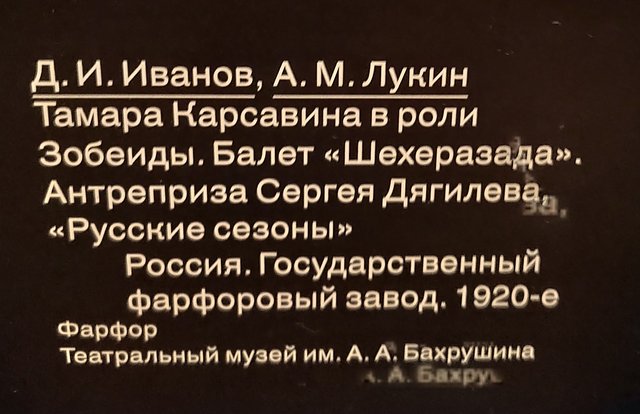 Д. И. Иванов, А. М. Лукин
Тамара Карсавина в роли
Зобеиды. Балет «Шехеразада».
Антреприза Сергея Дягилева,
«Русские сезоны»
Россия. Государственный
фарфоровый завод. 1920-е
Фарфор
Театральный музей им. А. А. Бахрушина